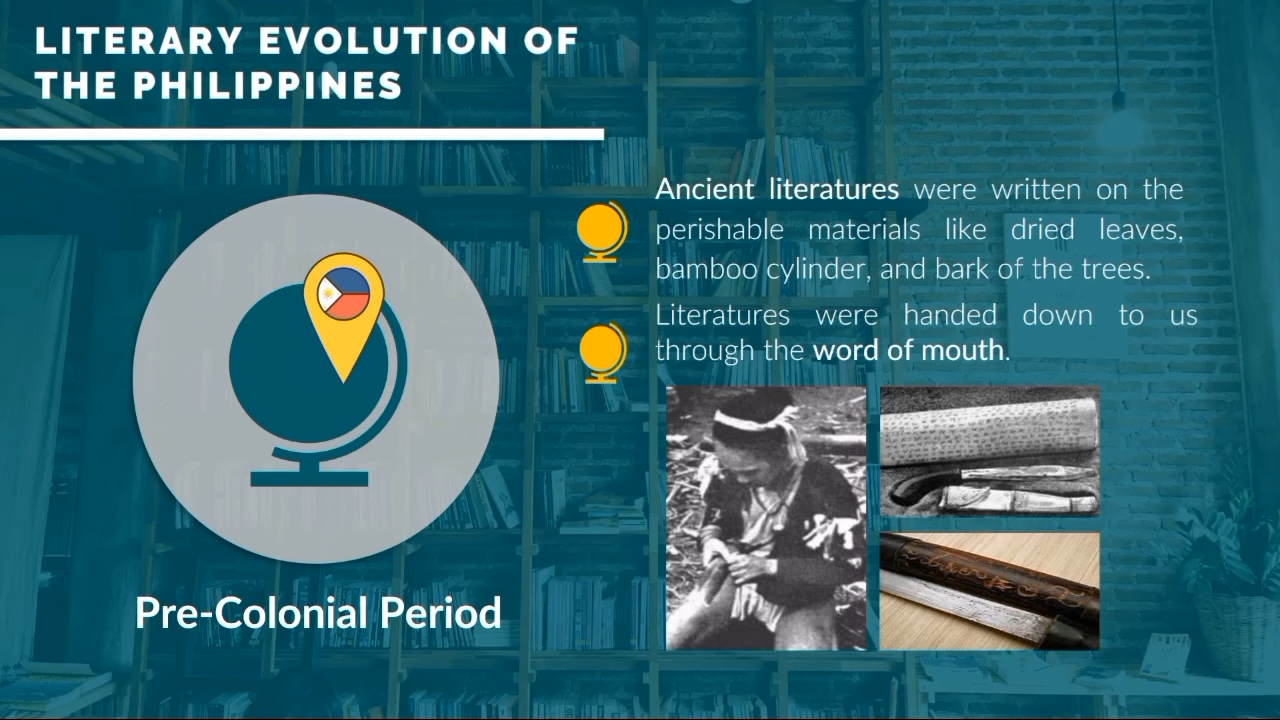 LITERARY EVOLUTION OF
THE PHILIPPINES
Ancient literatures were written on the
perishable materials like dried leaves,
bamboo cylinder, and bark of the trees.
Literatures were handed down to us
through the word of mouth.
Pre-Colonial Period